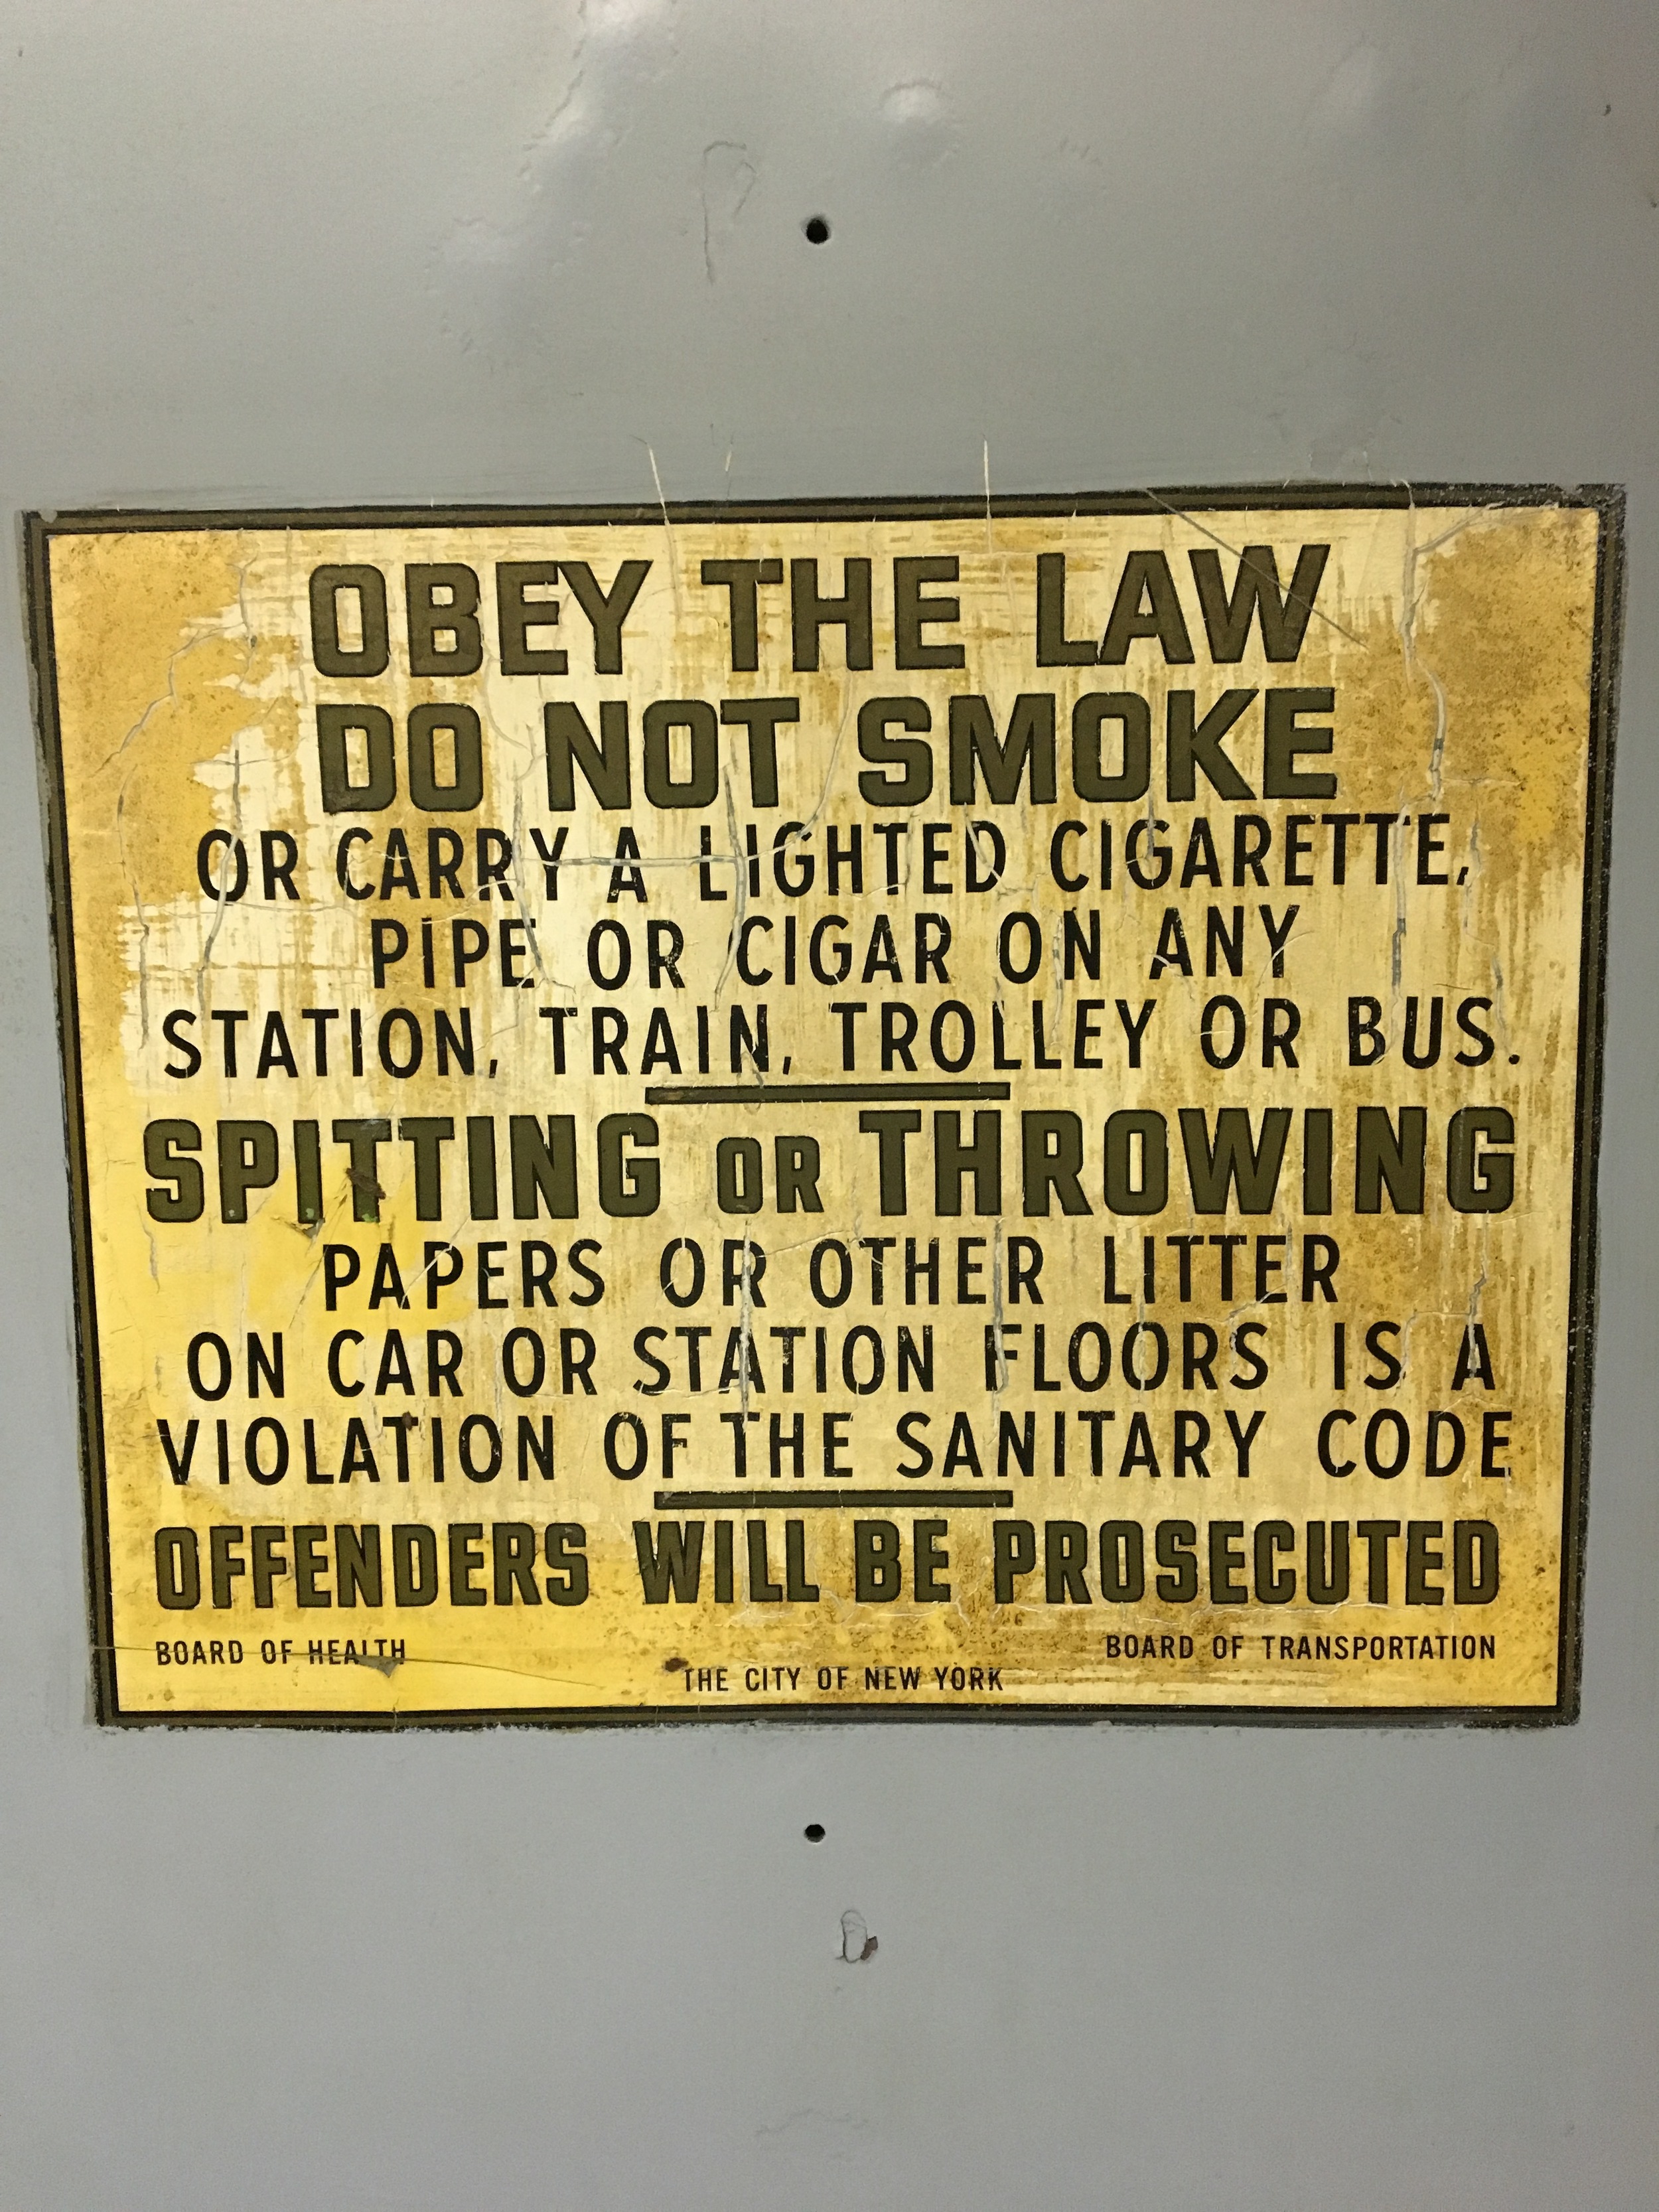 OBEY THE LAW
DO NOT SMOKE
OR CARRY A LIGHTED CIGARETTE,
PIPE OR CIGAR ON ANY
STATION, TRAIN, TROLLEY OR BUS.
SPITTING OR THROWING
PAPERS OR OTHER LITTER
ON CAR OR STATION FLOORS IS A
VIOLATION OF THE SANITARY CODE
OFFENDERS WILL BE PROSECUTED
BOARD OF HEALTH
BOARD OF TRANSPORTATION
THE CITY OF NEW YORK